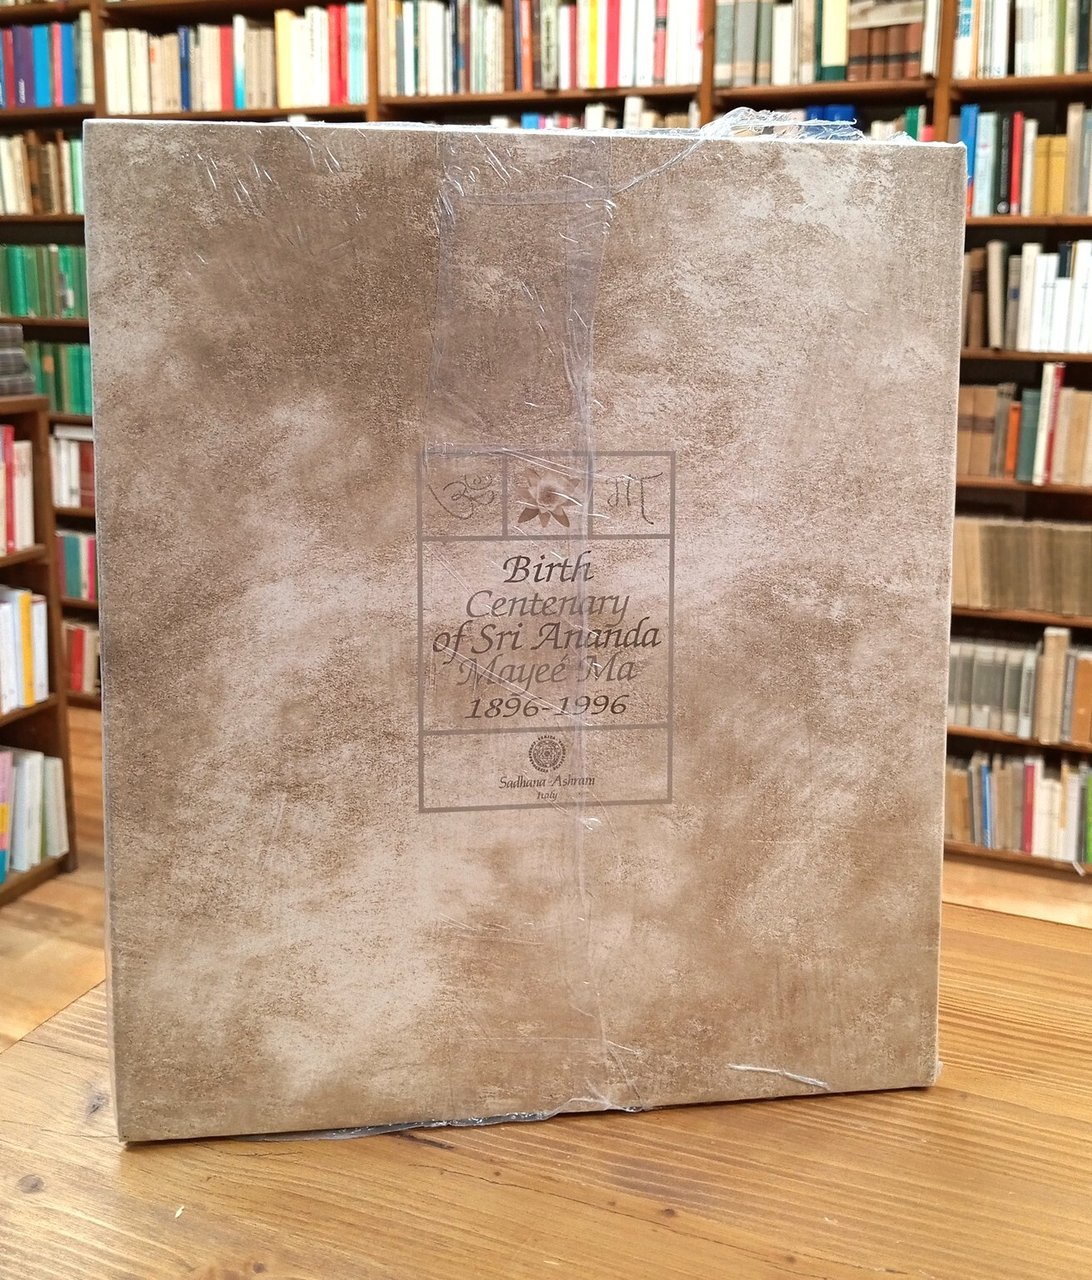 Birth
Centenary
of Sri Ananda
Mayeé Ma
1896-1996
Sadhana Ashram
Italy